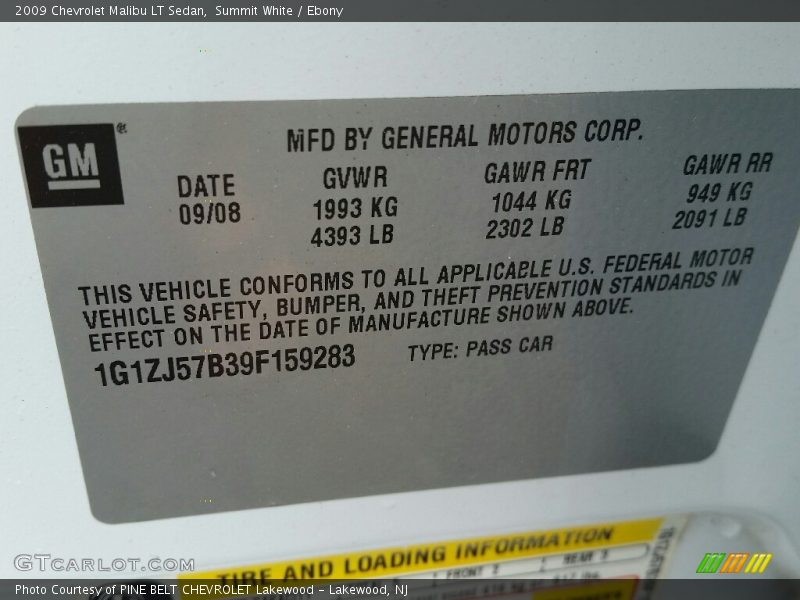 2009 Chevrolet Malibu LT Sedan, Summit White / Ebony
GM
MFD BY GENERAL MOTORS CORP.
DATE GVWR GAWR FRT GAWR RR
09/08 1993 KG 1044 KG 949 KG
4393 LB 2302 LB 2091 LB
THIS VEHICLE CONFORMS TO ALL APPLICABLE U.S. FEDERAL MOTOR
VEHICLE SAFETY, BUMPER, AND THEFT PREVENTION STANDARDS IN
EFFECT ON THE DATE OF MANUFACTURE SHOWN ABOVE.
1G1ZJ57B39F159283 TYPE: PASS CAR
TIRE AND LOADING INFORMATION
FRONT 2 REAR 3
GTcarlot.com
Photo Courtesy of PINE BELT CHEVROLET Lakewood - Lakewood, NJ